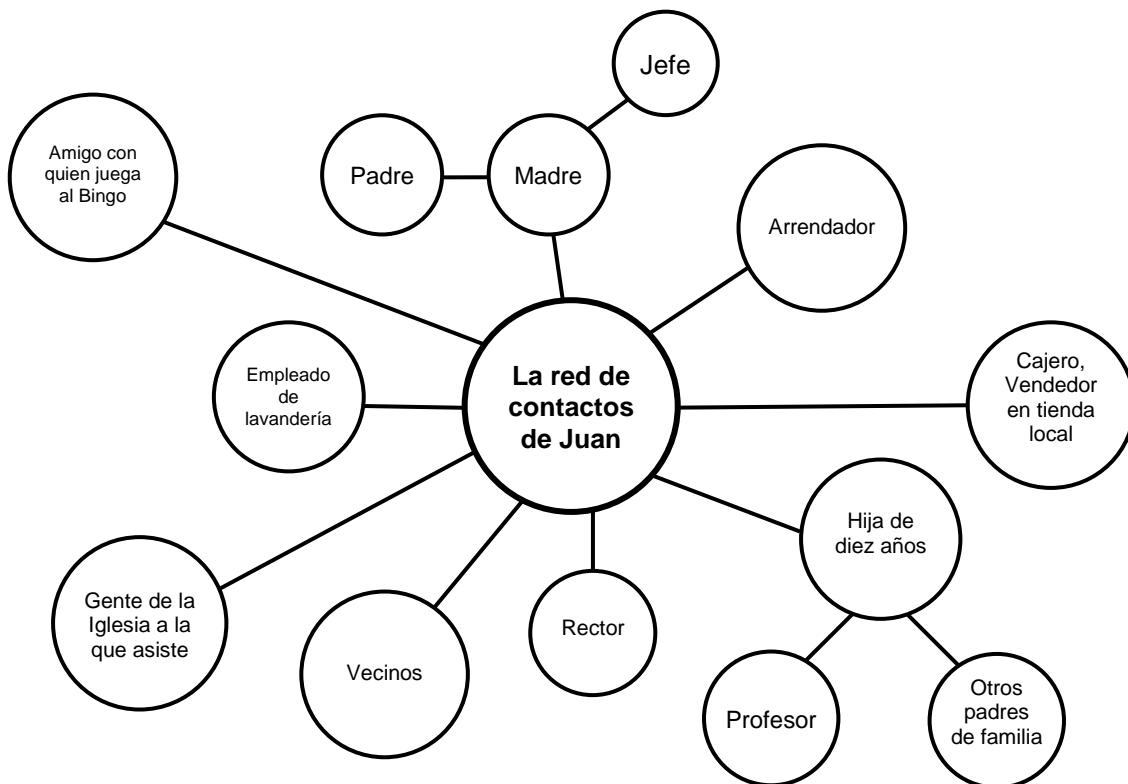 Jefe
Padre
Madre
Amigo con
quien juega
al Bingo
Arrendador
La red de
contactos
de Juan
Cajero,
Vendedor
en tienda
local
Empleado
de
lavandería
Hija de
diez años
Gente de la
Iglesia a la
que asiste
Vecinos
Rector
Profesor
Otros
padres
de familia